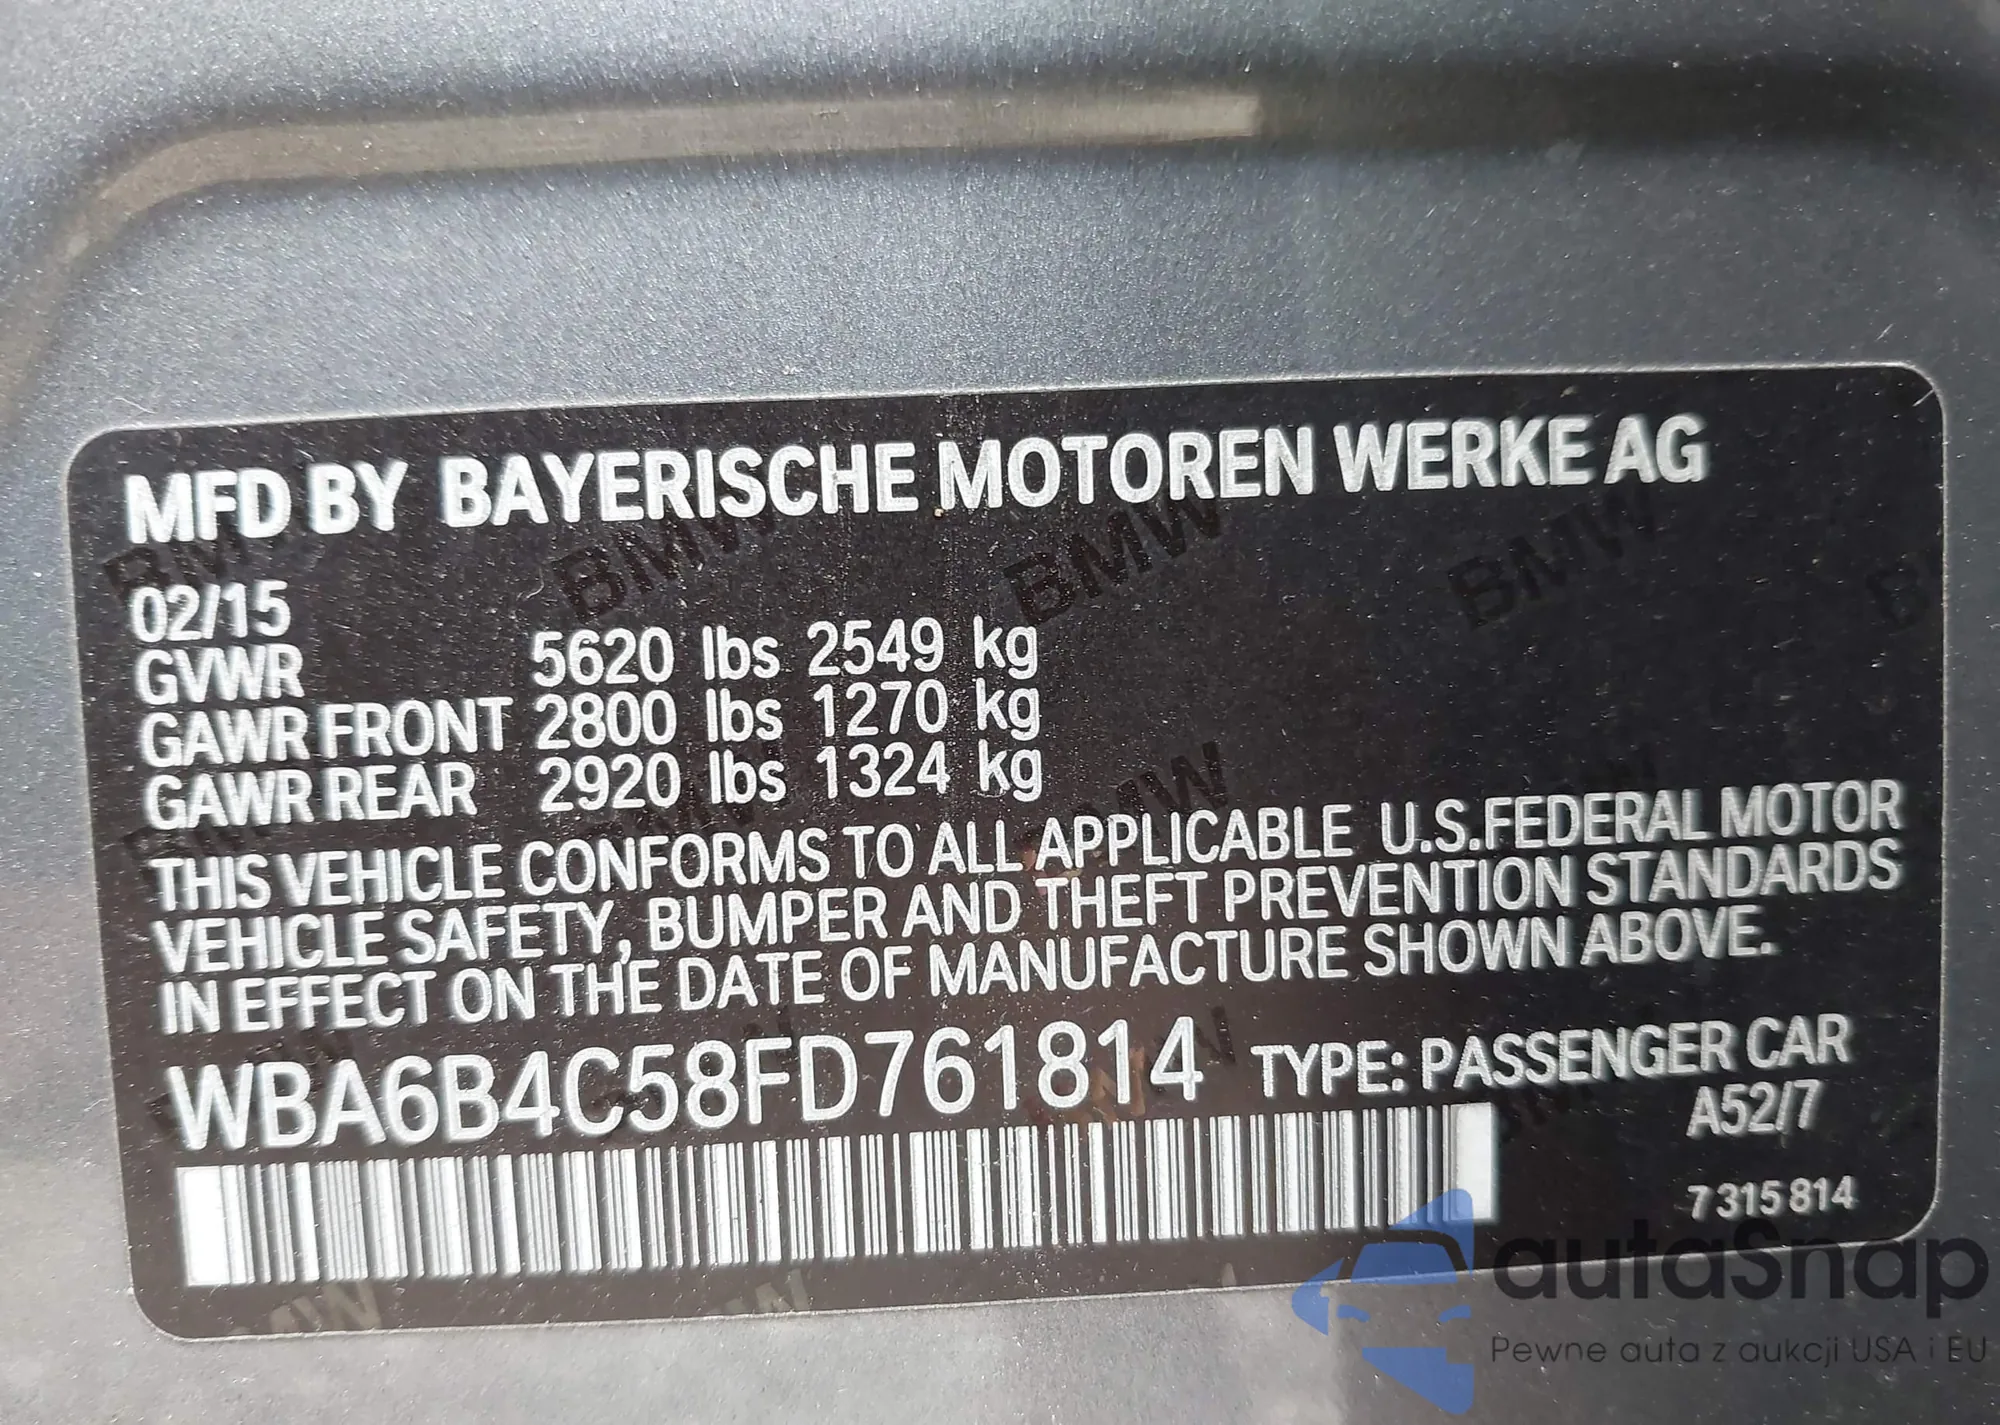 MFD BY BAYERISCHE MOTOREN WERKE AG
02/15
GVWR 5620 lbs 2549 kg
GAWR FRONT 2800 lbs 1270 kg
GAWR REAR 2920 lbs 1324 kg
THIS VEHICLE CONFORMS TO ALL APPLICABLE U.S.FEDERAL MOTOR
VEHICLE SAFETY, BUMPER AND THEFT PREVENTION STANDARDS
IN EFFECT ON THE DATE OF MANUFACTURE SHOWN ABOVE.
WBA6B4C58FD761814 TYPE: PASSENGER CAR
A52/7
7 315 814
autaSnap
Pewne auta z aukcji USA i EU